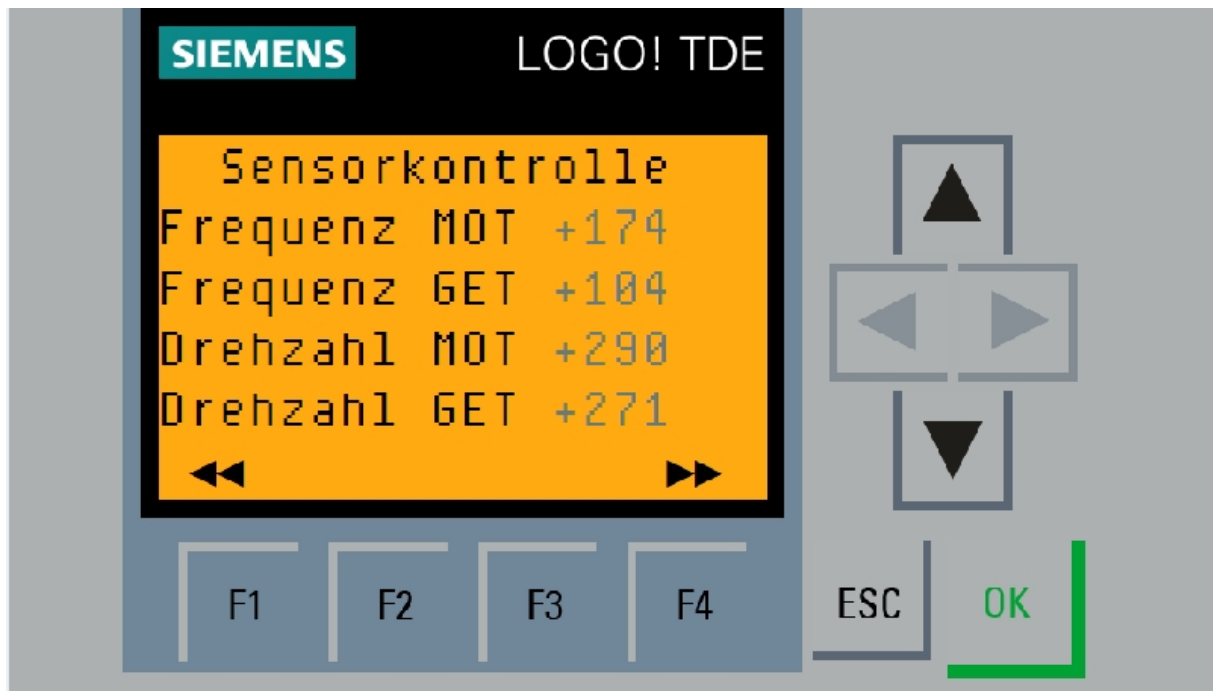 SIEMENS LOGO! TDE
Sensorkontrolle
Frequenz MOT +174
Frequenz GET +104
Drehzahl MOT +290
Drehzahl GET +271
F1 F2 F3 F4 ESC OK